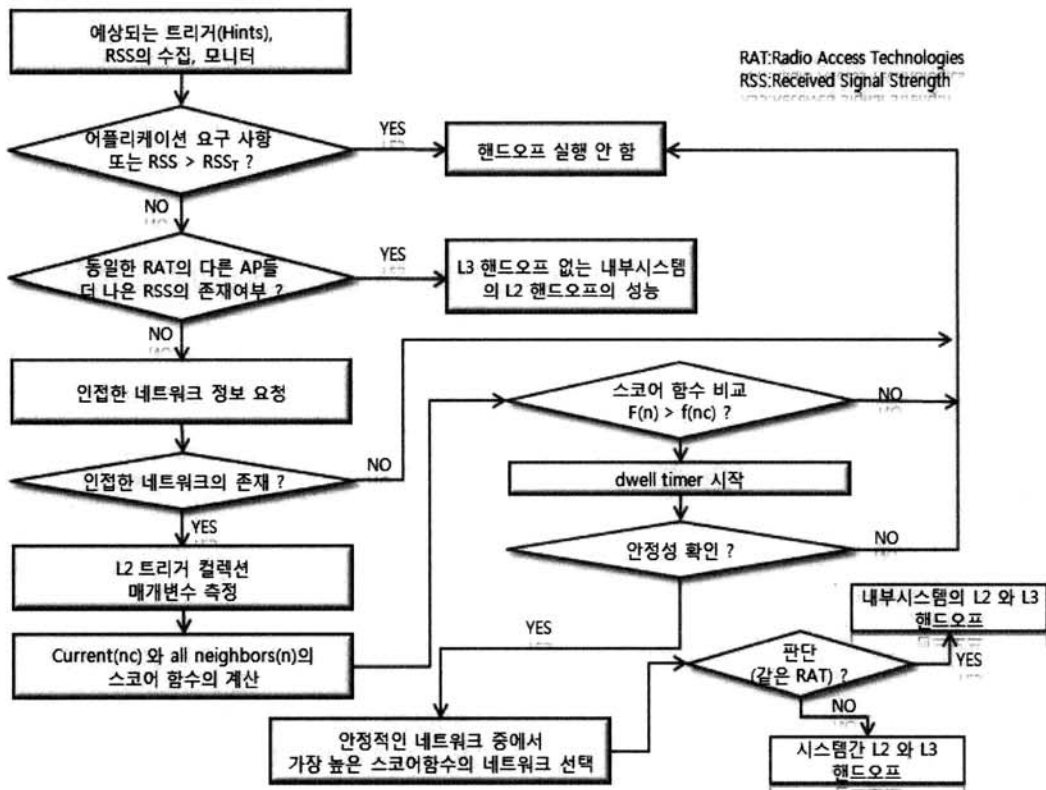 예상되는 트리거(Hints),
RSS의 수집, 모니터
RAT:Radio Access Technologies
RSS:Received Signal Strength
어플리케이션 요구 사항
또는 RSS > RSST ?
YES
핸드오프 실행 안 함
NO
동일한 RAT의 다른 AP들
더 나은 RSS의 존재여부 ?
YES
L3 핸드오프 없는 내부시스템
의 L2 핸드오프의 성능
NO
인접한 네트워크 정보 요청
인접한 네트워크의 존재 ?
NO
YES
L2 트리거 컬렉션
매개변수 측정
Current(nc) 와 all neighbors(n)의
스코어 함수의 계산
스코어 함수 비교
F(n) > f(nc) ?
NO
dwell timer 시작
안정성 확인 ?
NO
YES
안정적인 네트워크 중에서
가장 높은 스코어함수의 네트워크 선택
판단
(같은 RAT) ?
YES
내부시스템의 L2 와 L3
핸드오프
NO
시스템간 L2 와 L3
핸드오프